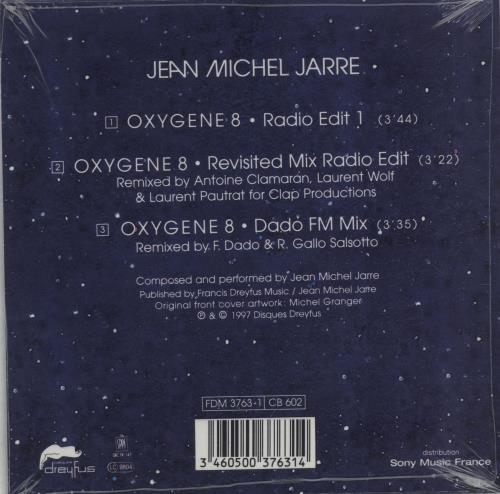 JEAN MICHEL JARRE
1 OXYGENE 8 • Radio Edit 1 (3'44)
2 OXYGENE 8 • Revisited Mix Radio Edit (3'22)
Remixed by Antoine Clamaran, Laurent Wolf
& Laurent Pautrat for Clap Productions
3 OXYGENE 8 • Dado FM Mix (3'35)
Remixed by F. Dado & R. Gallo Salsotto
Composed and performed by Jean Michel Jarre
Published by Francis Dreyfus Music / Jean Michel Jarre
Original front cover artwork: Michel Granger
℗ & © 1997 Disques Dreyfus
FDM 3763-1 CB 602
dreyfus
LC 8804
3 460500 376314
distribution
Sony Music France